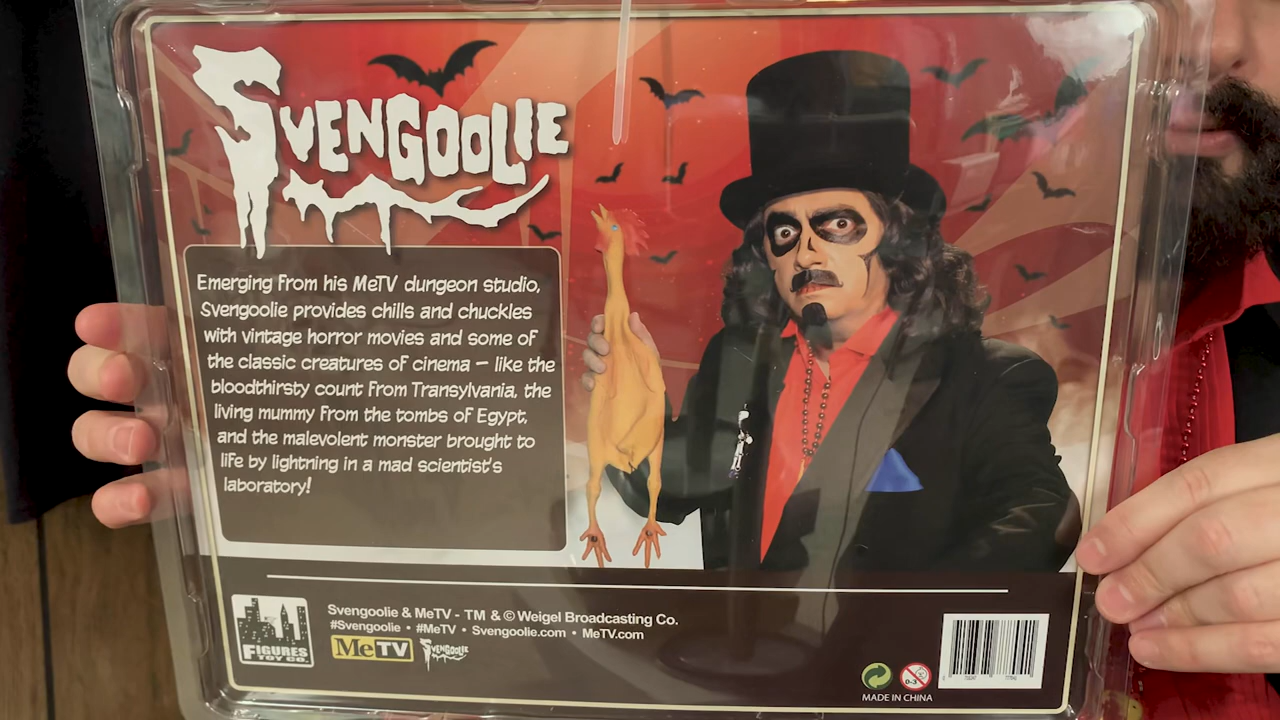 SVENGOOLIE
Emerging from his MeTV dungeon studio,
Svengoolie provides chills and chuckles
with vintage horror movies and some of
the classic creatures of cinema – like the
bloodthirsty count from Transylvania, the
living mummy from the tombs of Egypt,
and the malevolent monster brought to
life by lightning in a mad scientist's
laboratory!
FIGURES
TOY CO.
Svengoolie & MeTV - TM & © Weigel Broadcasting Co.
#Svengoolie • #MeTV • Svengoolie.com • MeTV.com
MeTV SVENGOOLIE
0-3
MADE IN CHINA